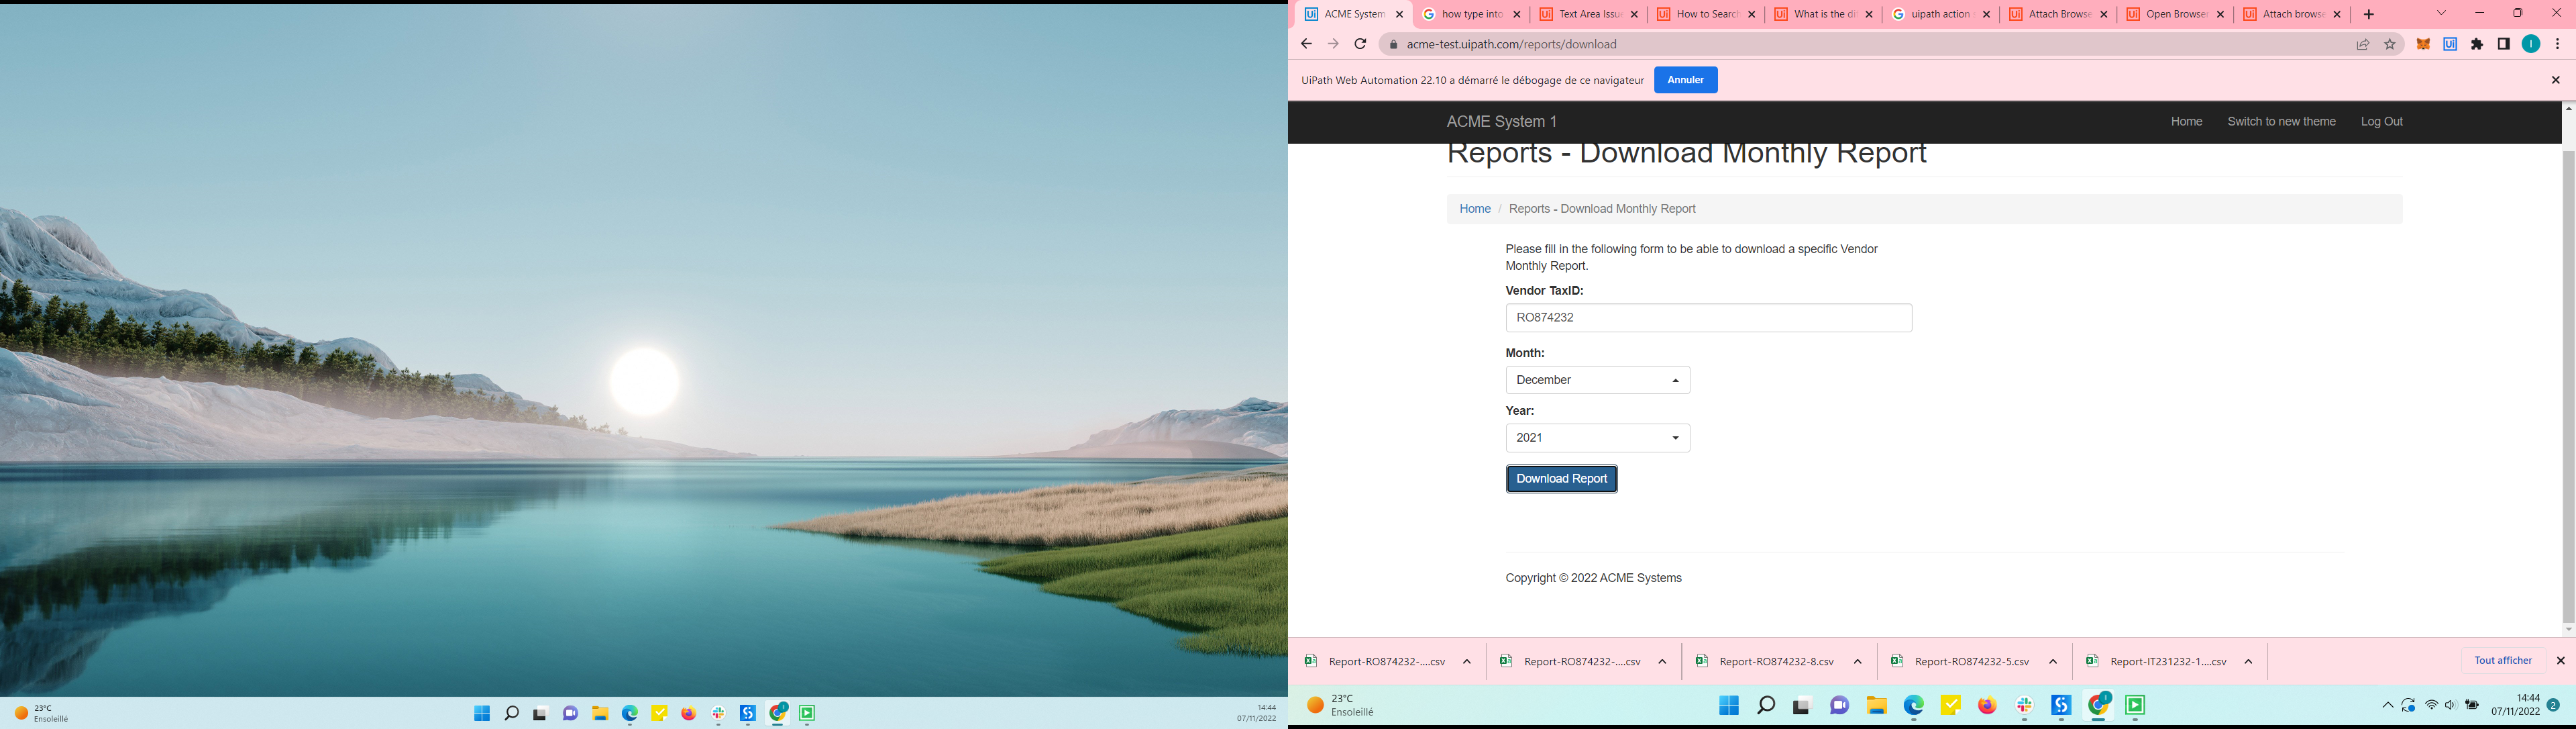 23°C
Ensoleillé
14:44
07/11/2022
ACME System
how type into
Text Area Issu
How to Search
What is the di
uipath action
Attach Browse
Open Browser
Attach browse
acme-test.uipath.com/reports/download
UiPath Web Automation 22.10 a démarré le débogage de ce navigateur
Annuler
ACME System 1
Home
Switch to new theme
Log Out
Reports - Download Monthly Report
Home / Reports - Download Monthly Report
Please fill in the following form to be able to download a specific Vendor
Monthly Report.
Vendor TaxID:
RO874232
Month:
December
Year:
2021
Download Report
Copyright © 2022 ACME Systems
Report-RO874232-....csv
Report-RO874232-....csv
Report-RO874232-8.csv
Report-RO874232-5.csv
Report-IT231232-1....csv
Tout afficher
23°C
Ensoleillé
14:44
07/11/2022
2